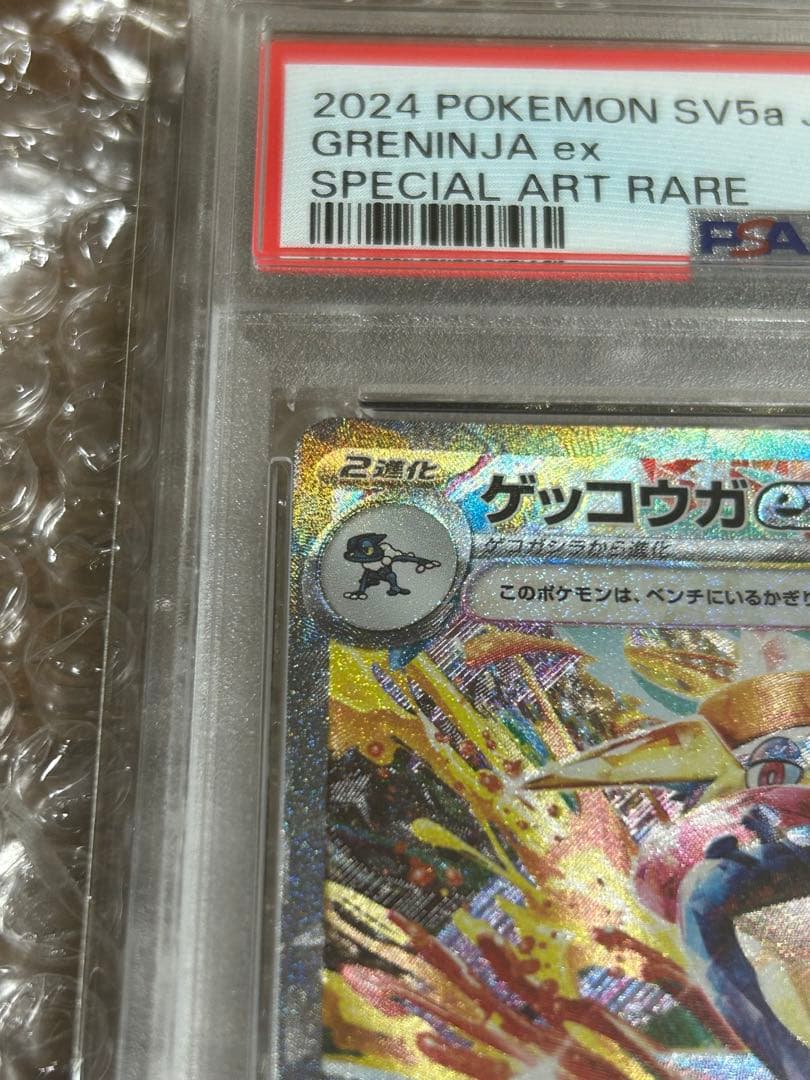 2024 POKEMON SV5a
GRENINJA ex
SPECIAL ART RARE
PSA
2進化
ゲッコウガe
ゲコガシラから進化
このポケモンは、ベンチにいるかぎり